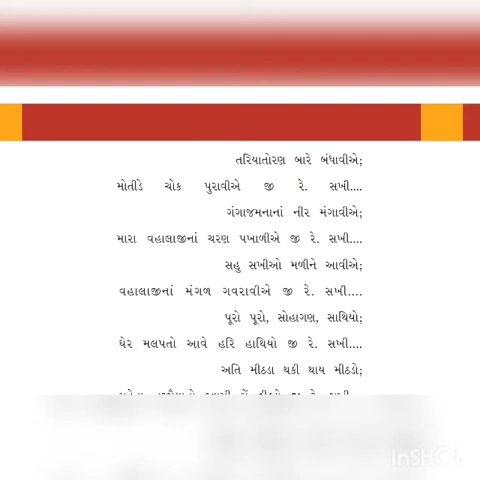 તરિયાતોરણ બારે બંધાવીએ;
મોતીંડે ચોક પુરાવીએ જી રે. સખી....
ગંગાજમનાનાં નીર મંગાવીએ;
મારા વહાલાજીનાં ચરણ પખાળીએ જી રે. સખી....
સહુ સખીઓ મળીને આવીએ;
વહાલાજીનાં મંગળ ગવરાવીએ જી રે. સખી....
પૂરો પૂરો, સોહાગણ, સાથિયો;
ઘેર મલપતો આવે હરિ હાથિયો જી રે. સખી....
અતિ મીઠડા થકી થાય મીઠડો;
InShot